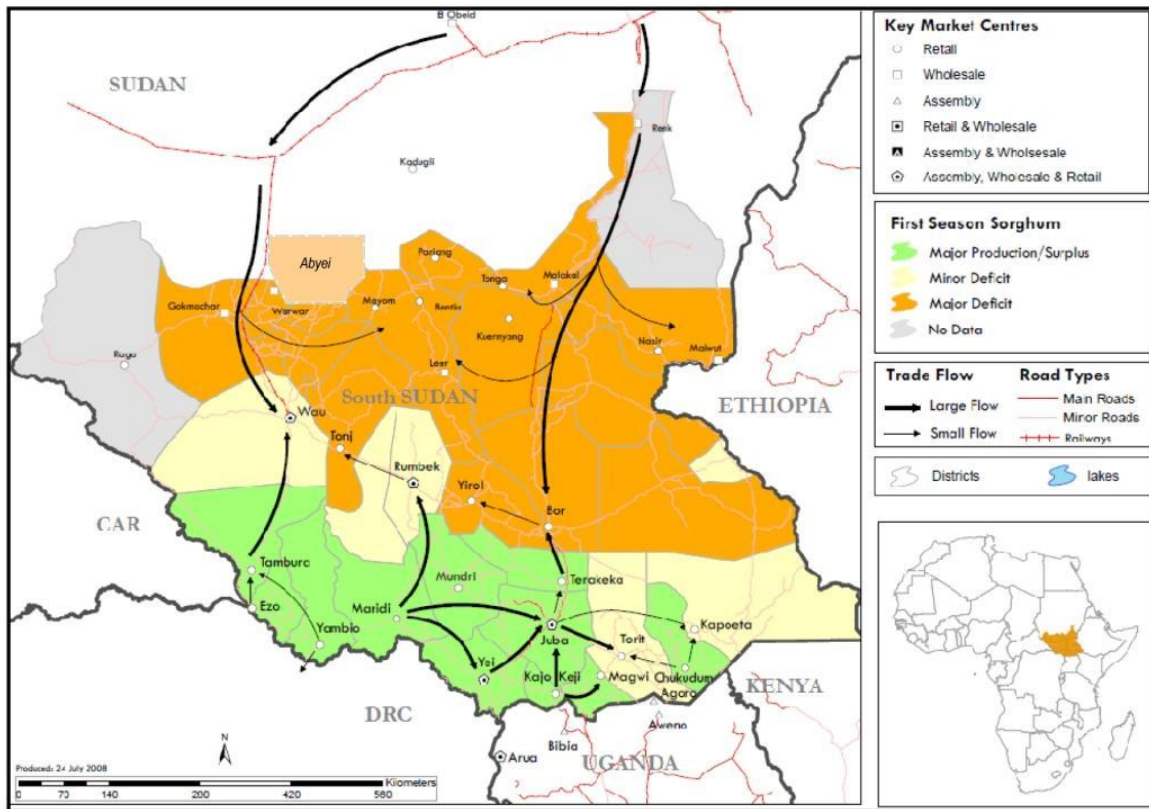 El Obeid
SUDAN
Kadugli
Renk
Abyei
Pariang
Tonga
Malakal
Gokmochar
Warwar
Mayom
Bentiu
Kuernyang
Nasir
Maiwut
Raga
Leer
South SUDAN
ETHIOPIA
Wau
Tonj
Rumbek
Yirol
Bor
CAR
Tambura
Mundri
Terakeka
Ezo
Maridi
Kapoeta
Yambio
Juba
Torit
Yei
Kajo Keji
Magwi
Chukudum
Agoro
KENYA
DRC
Aweno
Bibia
Arua
UGANDA
N
Produced: 24 July 2008
Kilometers
0 70 140 280 420 560
Key Market Centres
Retail
Wholesale
Assembly
Retail & Wholesale
Assembly & Wholsesale
Assembly, Wholesale & Retail
First Season Sorghum
Major Production/Surplus
Minor Deficit
Major Deficit
No Data
Trade Flow
Large Flow
Small Flow
Road Types
Main Roads
Minor Roads
Railways
Districts
lakes